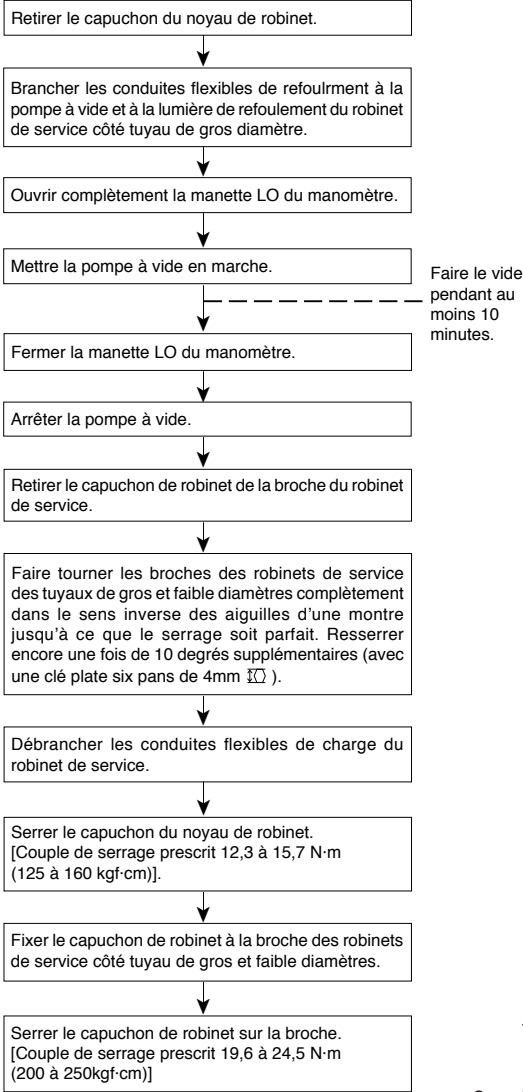 Retirer le capuchon du noyau de robinet.
Brancher les conduites flexibles de refoulrment à la
pompe à vide et à la lumière de refoulement du robinet
de service côté tuyau de gros diamètre.
Ouvrir complètement la manette LO du manomètre.
Mettre la pompe à vide en marche.
Faire le vide
pendant au
moins 10
minutes.
Fermer la manette LO du manomètre.
Arrêter la pompe à vide.
Retirer le capuchon de robinet de la broche du robinet
de service.
Faire tourner les broches des robinets de service
des tuyaux de gros et faible diamètres complètement
dans le sens inverse des aiguilles d'une montre
jusqu'à ce que le serrage soit parfait. Resserrer
encore une fois de 10 degrés supplémentaires (avec
une clé plate six pans de 4mm ).
Débrancher les conduites flexibles de charge du
robinet de service.
Serrer le capuchon du noyau de robinet.
[Couple de serrage prescrit 12,3 à 15,7 N·m
(125 à 160 kgf·cm)].
Fixer le capuchon de robinet à la broche des robinets
de service côté tuyau de gros et faible diamètres.
Serrer le capuchon de robinet sur la broche.
[Couple de serrage prescrit 19,6 à 24,5 N·m
(200 à 250kgf·cm)]